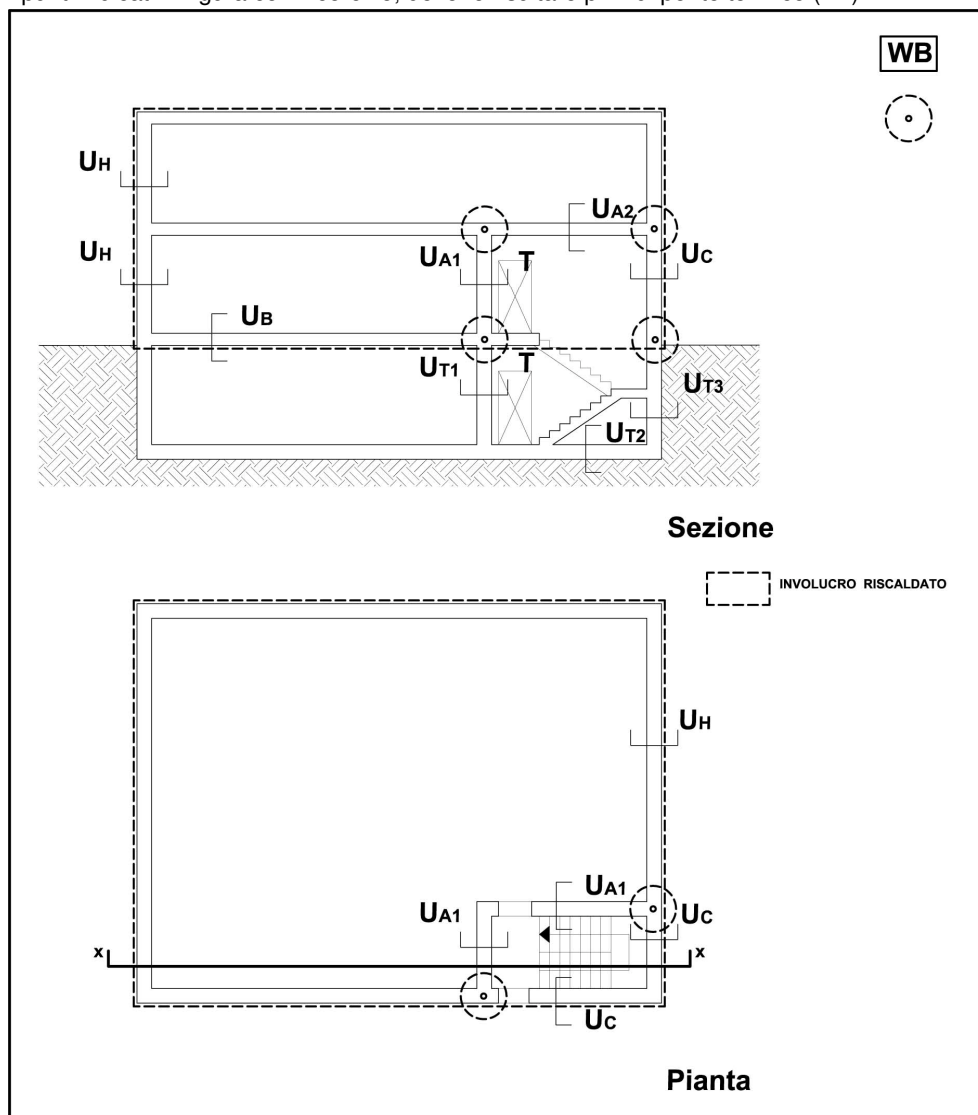 WB
UH
UA2
UH
UA1
T
UC
UB
UT1
T
UT3
UT2
Sezione
INVOLUCRO RISCALDATO
UH
UA1
UA1
UC
x
x
UC
Pianta